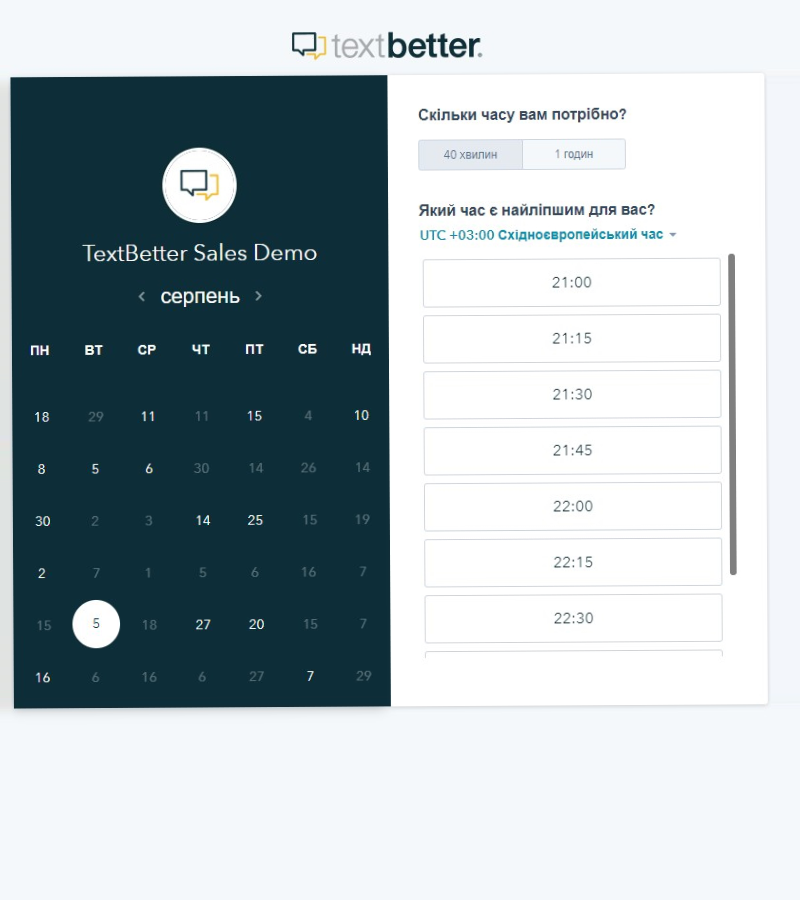 textbetter.
TextBetter Sales Demo
серпень
ПН ВТ СР ЧТ ПТ СБ НД
18 29 11 11 15 4 10
8 5 6 30 14 26 14
30 2 3 14 25 15 19
2 7 1 5 6 16 7
15 5 18 27 20 15 7
16 6 16 6 27 7 29
Скільки часу вам потрібно?
40 хвилин 1 годин
Який час є найліпшим для вас?
UTC +03:00 Східноєвропейський час
21:00
21:15
21:30
21:45
22:00
22:15
22:30